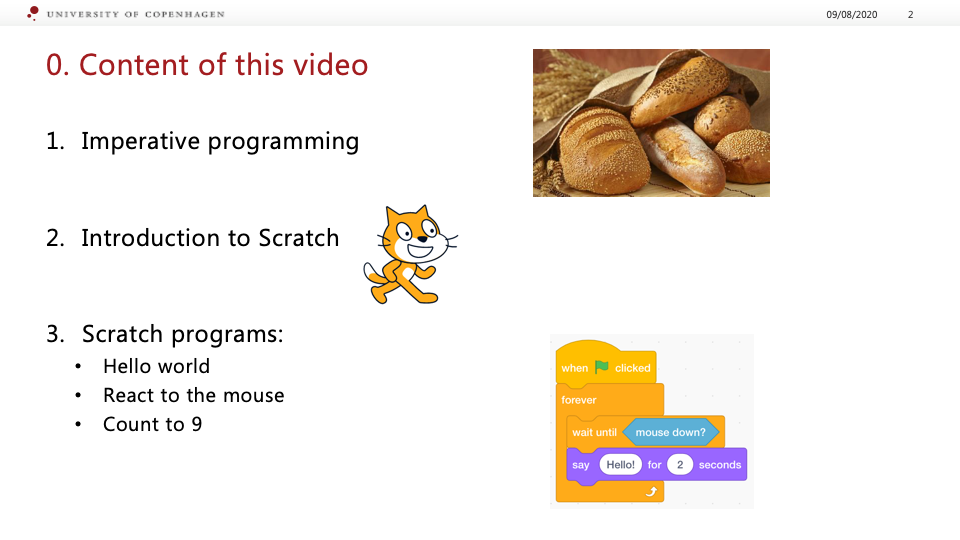 UNIVERSITY OF COPENHAGEN
09/08/2020 2
0. Content of this video
1. Imperative programming
2. Introduction to Scratch
3. Scratch programs:
• Hello world
• React to the mouse
• Count to 9
when clicked
forever
wait until mouse down?
say Hello! for 2 seconds